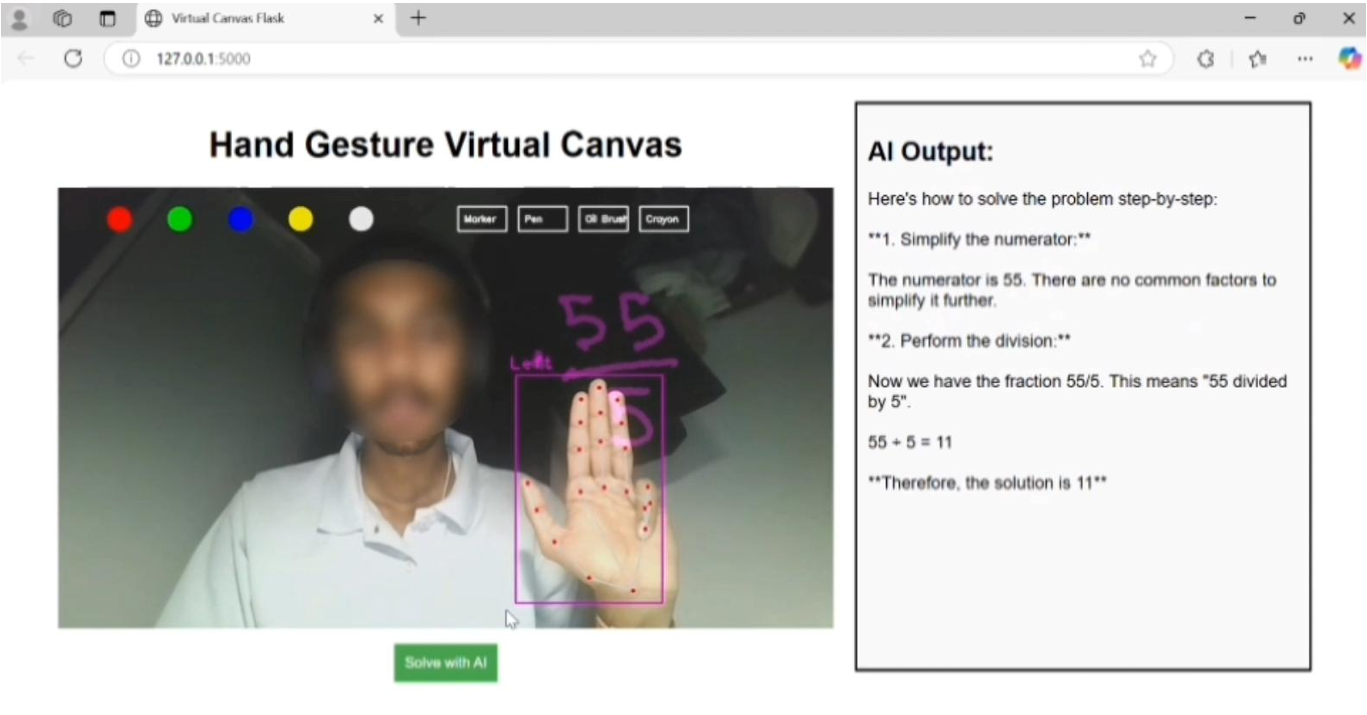 Virtual Canvas Flask
127.0.0.1:5000
Hand Gesture Virtual Canvas
Marker Pen Oil Brush Crayon
55
Left
5
Solve with AI
AI Output:
Here's how to solve the problem step-by-step:
**1. Simplify the numerator:**
The numerator is 55. There are no common factors to
simplify it further.
**2. Perform the division:**
Now we have the fraction 55/5. This means "55 divided
by 5".
55 ÷ 5 = 11
**Therefore, the solution is 11**